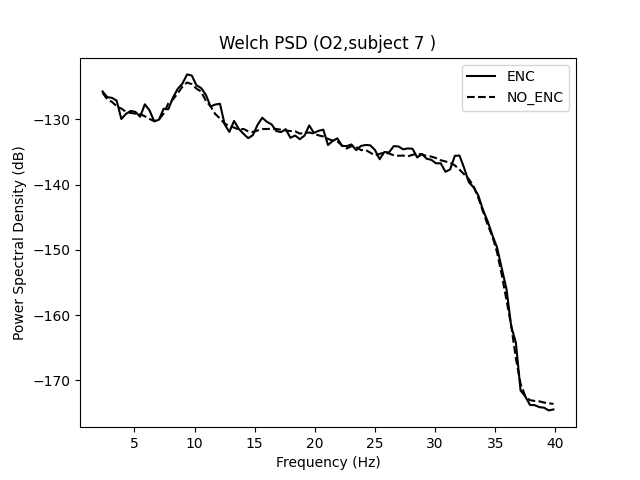 Welch PSD (O2,subject 7 )
ENC
NO_ENC
Power Spectral Density (dB)
−130
−140
−150
−160
−170
5 10 15 20 25 30 35 40
Frequency (Hz)